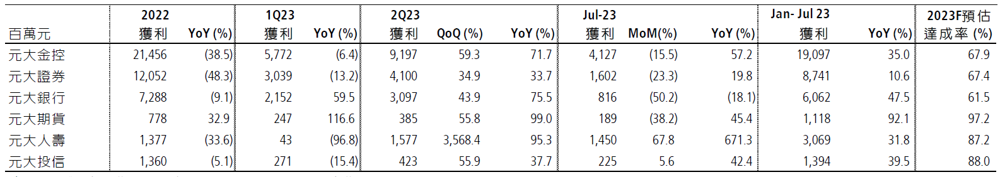 2022 1Q23 2Q23 Jul-23 Jan- Jul 23 2023F預估
百萬元 獲利 YoY (%) 獲利 YoY (%) 獲利 QoQ (%) YoY (%) 獲利 MoM(%) YoY (%) 獲利 YoY (%) 達成率 (%)
元大金控 21,456 (38.5) 5,772 (6.4) 9,197 59.3 71.7 4,127 (15.5) 57.2 19,097 35.0 67.9
元大證券 12,052 (48.3) 3,039 (13.2) 4,100 34.9 33.7 1,602 (23.3) 19.8 8,741 10.6 67.4
元大銀行 7,288 (9.1) 2,152 59.5 3,097 43.9 75.5 816 (50.2) (18.1) 6,062 47.5 61.5
元大期貨 778 32.9 247 116.6 385 55.8 99.0 189 (38.2) 45.4 1,118 92.1 97.2
元大人壽 1,377 (33.6) 43 (96.8) 1,577 3,568.4 95.3 1,450 67.8 671.3 3,069 31.8 87.2
元大投信 1,360 (5.1) 271 (15.4) 423 55.9 37.7 225 5.6 42.4 1,394 39.5 88.0